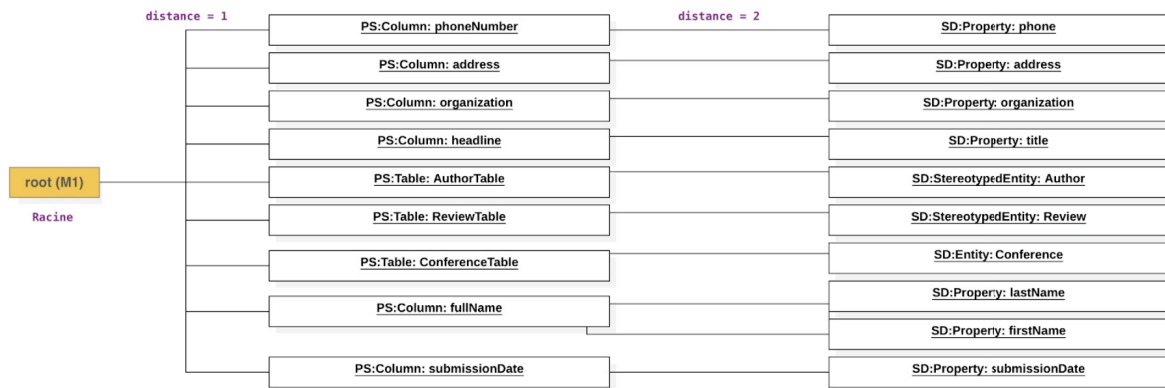 distance = 1
distance = 2
PS:Column: phoneNumber
SD:Property: phone
PS:Column: address
SD:Property: address
PS:Column: organization
SD:Property: organization
PS:Column: headline
SD:Property: title
root (M1)
PS:Table: AuthorTable
SD:StereotypedEntity: Author
Racine
PS:Table: ReviewTable
SD:StereotypedEntity: Review
PS:Table: ConferenceTable
SD:Entity: Conference
PS:Column: fullName
SD:Property: lastName
SD:Property: firstName
PS:Column: submissionDate
SD:Property: submissionDate